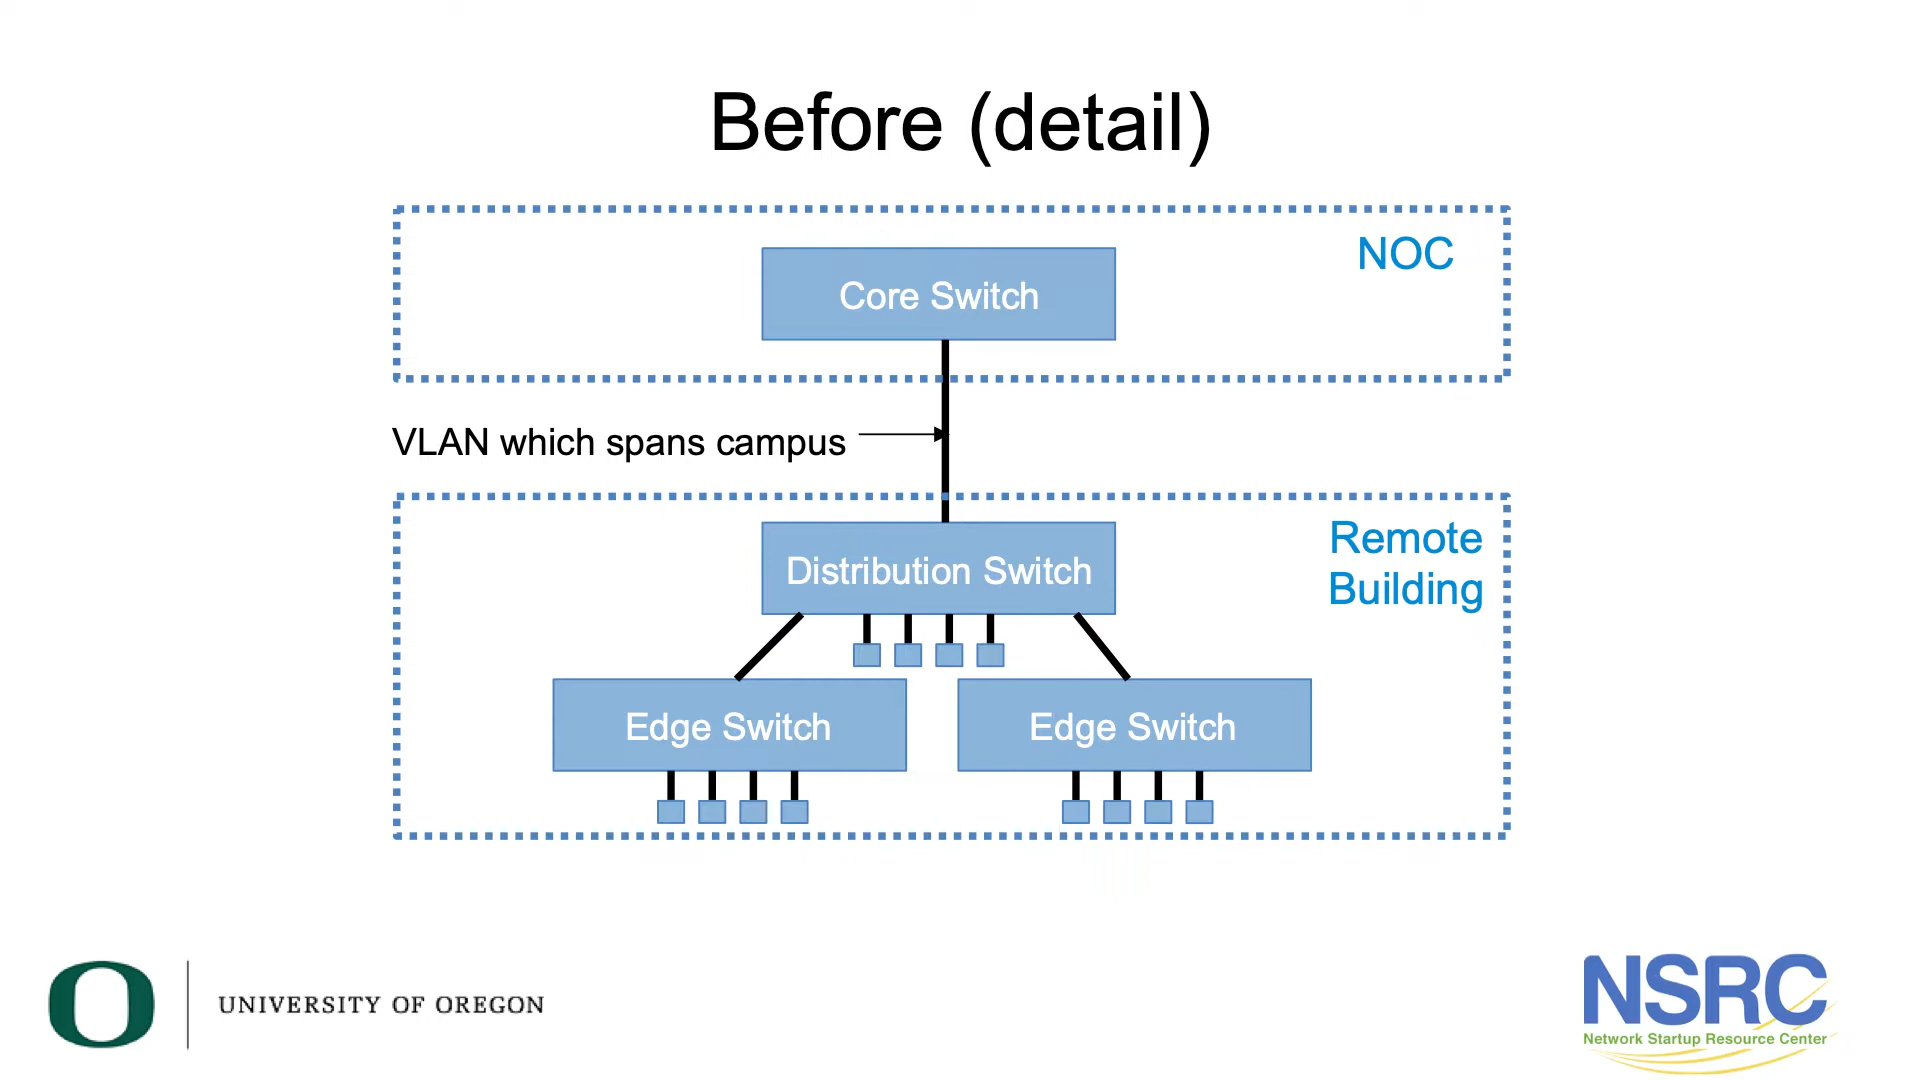 Before (detail)
NOC
Core Switch
VLAN which spans campus
Remote
Building
Distribution Switch
Edge Switch
Edge Switch
O
UNIVERSITY OF OREGON
NSRC
Network Startup Resource Center